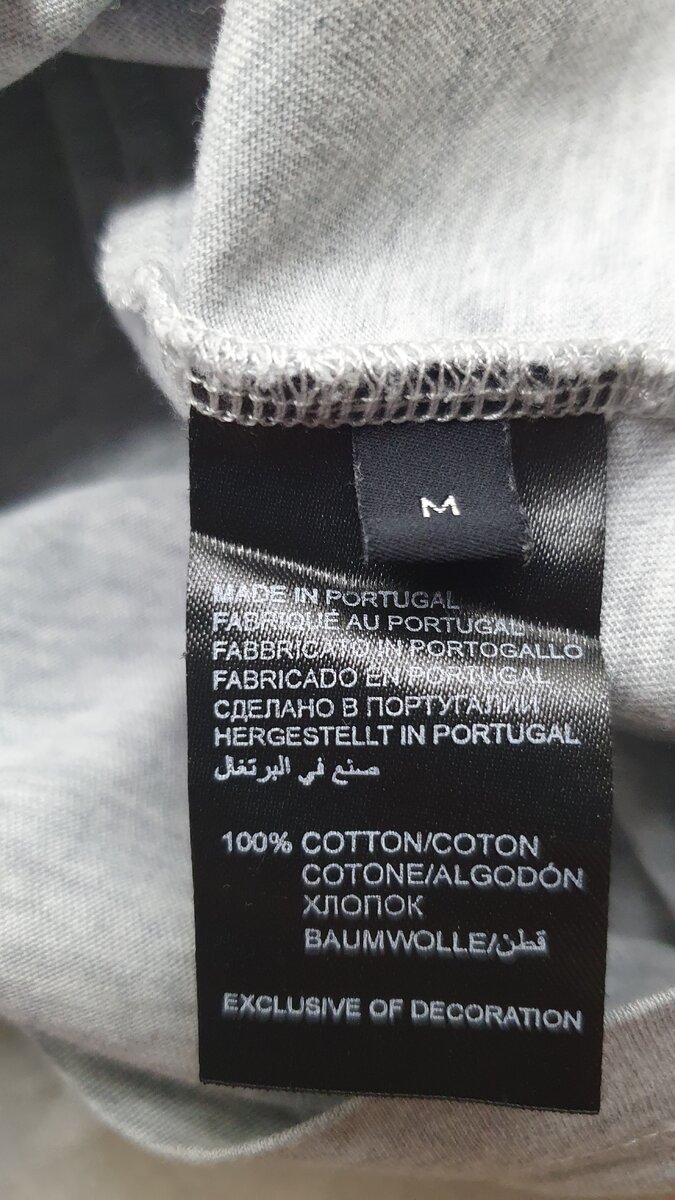 M
MADE IN PORTUGAL
FABRIQUÉ AU PORTUGAL
FABBRICATO IN PORTOGALLO
FABRICADO EN PORTUGAL
СДЕЛАНО В ПОРТУГАЛИИ
HERGESTELLT IN PORTUGAL
صنع في البرتغال
100% COTTON/COTON
COTONE/ALGODÓN
ХЛОПОК
BAUMWOLLE/قطن
EXCLUSIVE OF DECORATION